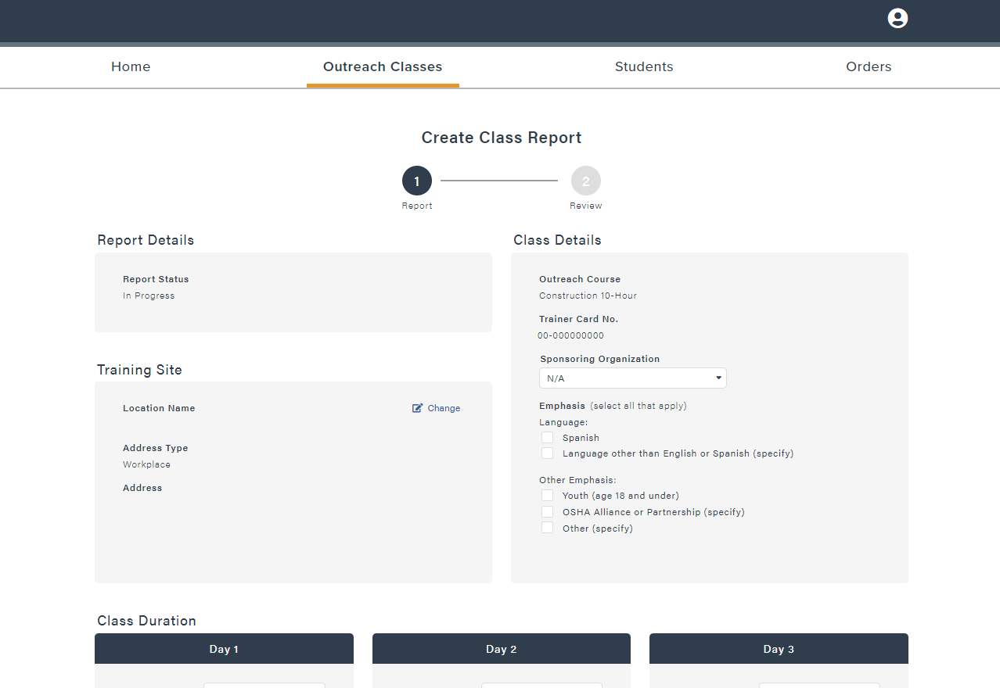 Home
Outreach Classes
Students
Orders
Create Class Report
1
2
Report
Review
Report Details
Report Status
In Progress
Training Site
Location Name
Change
Address Type
Workplace
Address
Class Details
Outreach Course
Construction 10-Hour
Trainer Card No.
00-000000000
Sponsoring Organization
N/A
Emphasis (select all that apply)
Language:
Spanish
Language other than English or Spanish (specify)
Other Emphasis:
Youth (age 18 and under)
OSHA Alliance or Partnership (specify)
Other (specify)
Class Duration
Day 1
Day 2
Day 3